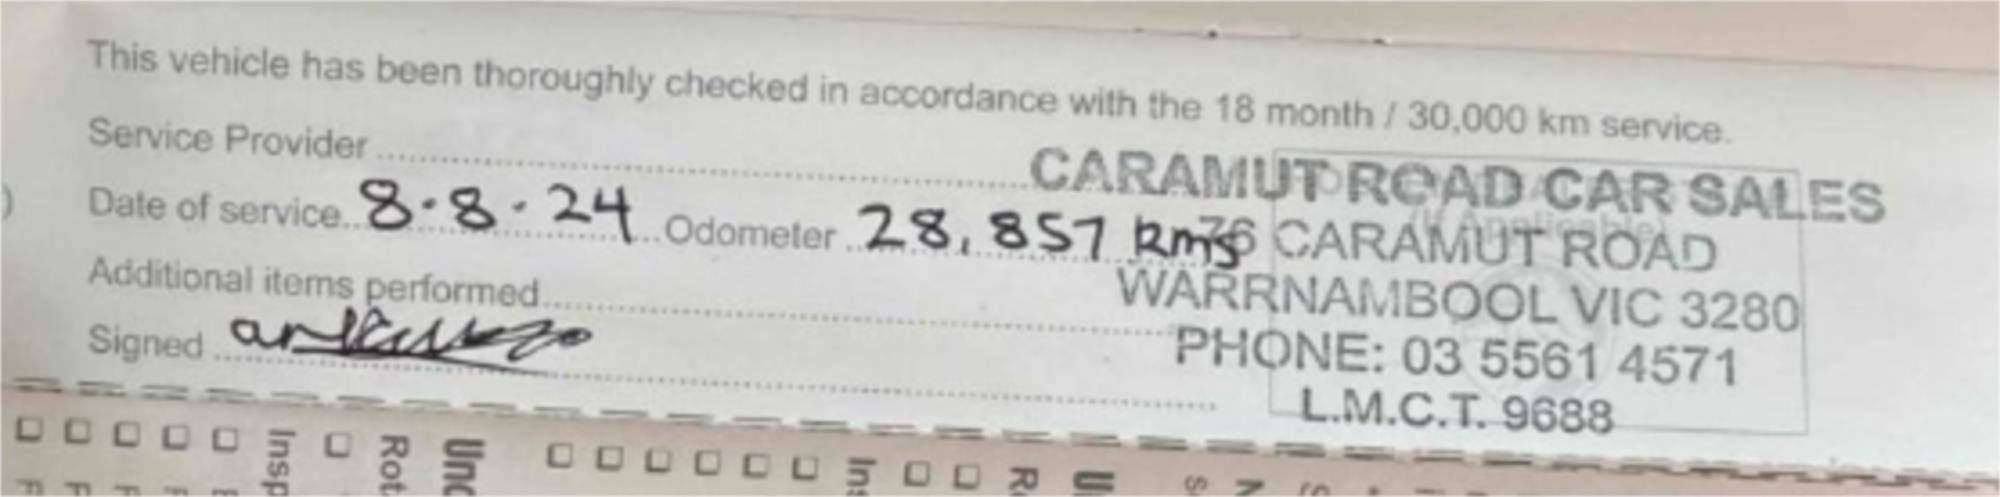 This vehicle has been thoroughly checked in accordance with the 18 month / 30,000 km service.
Service Provider
CARAMUT ROAD CAR SALES
Date of service 8.8.24 Odometer 28,857 kms
76 CARAMUT ROAD
WARRNAMBOOL VIC 3280
Additional items performed
PHONE: 03 5561 4571
Signed
L.M.C.T. 9688